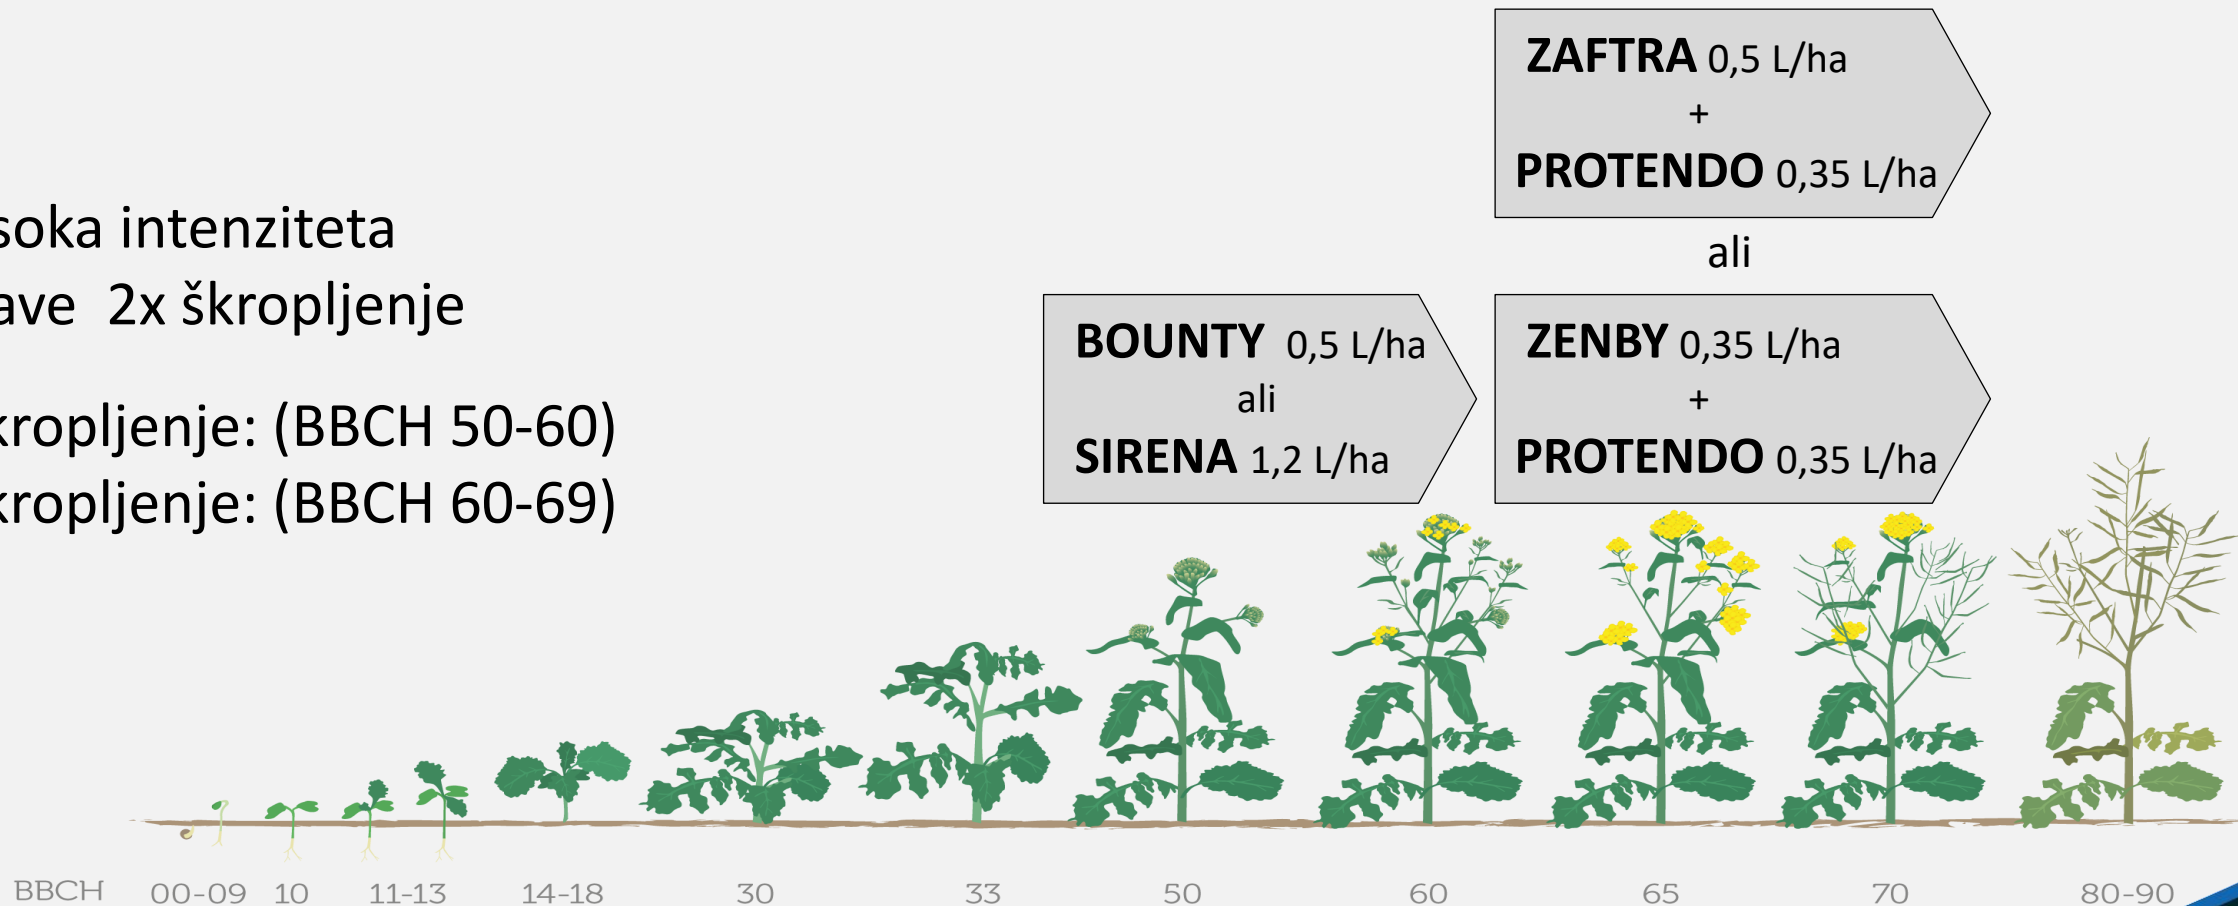 soka intenziteta
ave 2x škropljenje
kropljenje: (BBCH 50-60)
kropljenje: (BBCH 60-69)
ZAFTRA 0,5 L/ha
+
PROTENDO 0,35 L/ha
ali
BOUNTY 0,5 L/ha
ali
SIRENA 1,2 L/ha
ZENBY 0,35 L/ha
+
PROTENDO 0,35 L/ha
BBCH 00-09 10 11-13 14-18 30 33 50 60 65 70 80-90